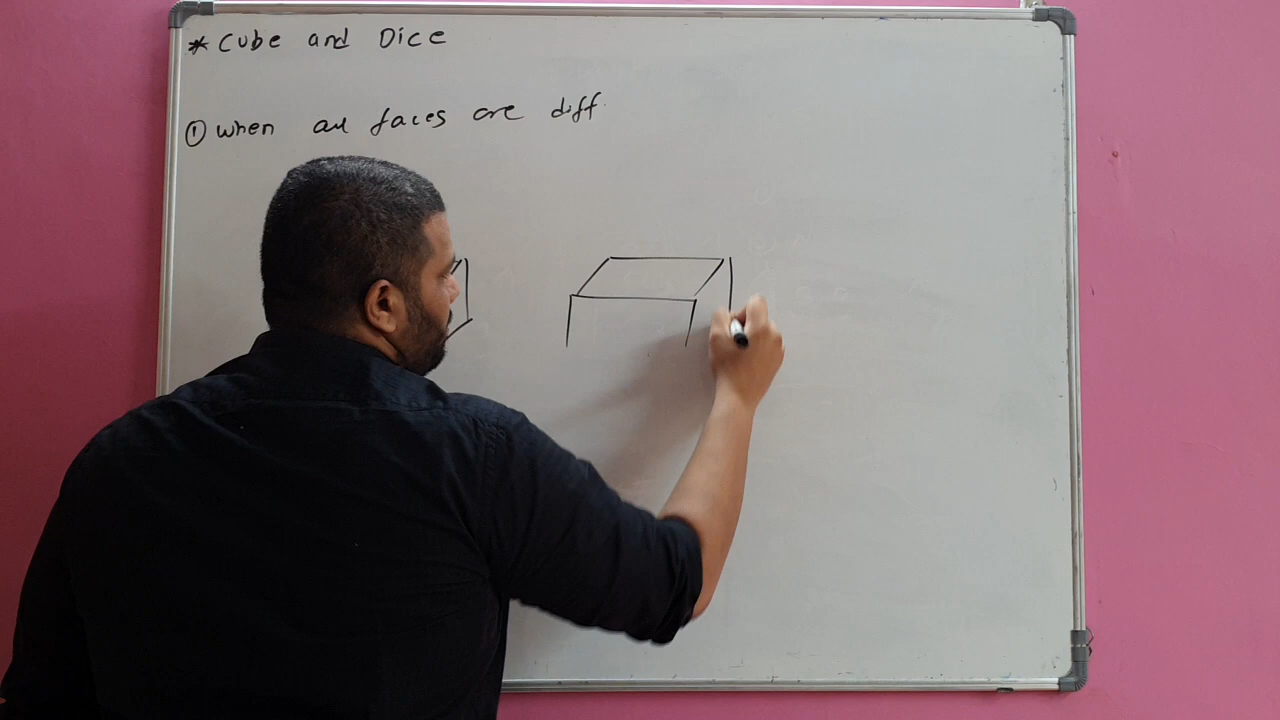 * Cube and Dice
① When all faces are diff.